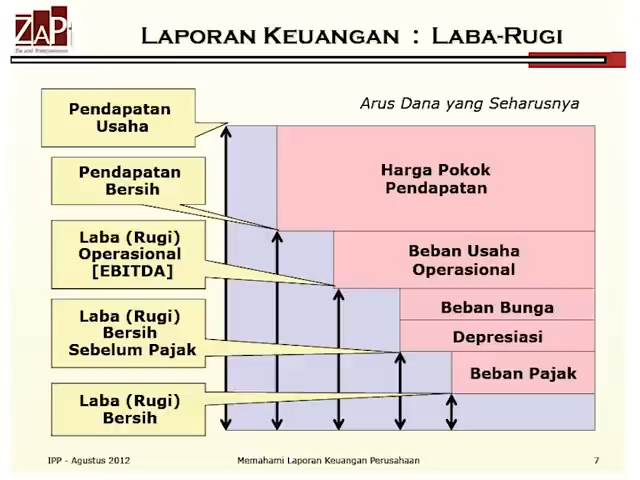 ZAPi
LAPORAN KEUANGAN : LABA-RUGI
Arus Dana yang Seharusnya
Pendapatan
Usaha
Harga Pokok
Pendapatan
Pendapatan
Bersih
Laba (Rugi)
Operasional
[EBITDA]
Beban Usaha
Operasional
Beban Bunga
Laba (Rugi)
Bersih
Sebelum Pajak
Depresiasi
Beban Pajak
Laba (Rugi)
Bersih
IPP - Agustus 2012
Memahami Laporan Keuangan Perusahaan
7